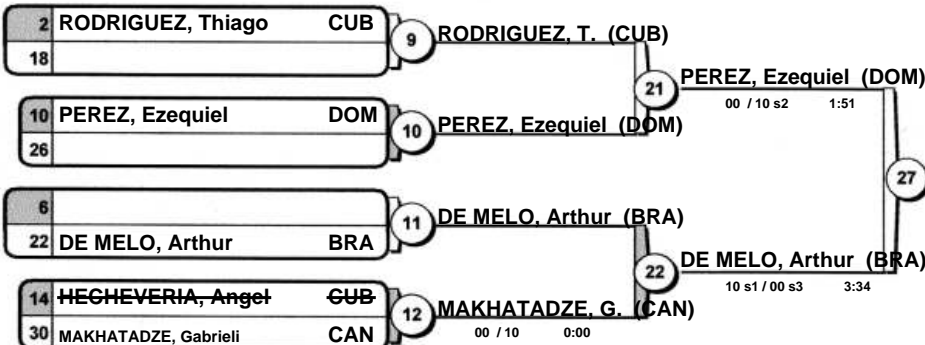 2 RODRIGUEZ, Thiago CUB
18
9 RODRIGUEZ, T. (CUB)
10 PEREZ, Ezequiel DOM
26
10 PEREZ, Ezequiel (DOM)
21 PEREZ, Ezequiel (DOM)
00 / 10 s2 1:51
27
6
22 DE MELO, Arthur BRA
11 DE MELO, Arthur (BRA)
14 HECHEVERIA, Angel CUB
30 MAKHATADZE, Gabrieli CAN
12 MAKHATADZE, G. (CAN)
00 / 10 0:00
22 DE MELO, Arthur (BRA)
10 s1 / 00 s3 3:34